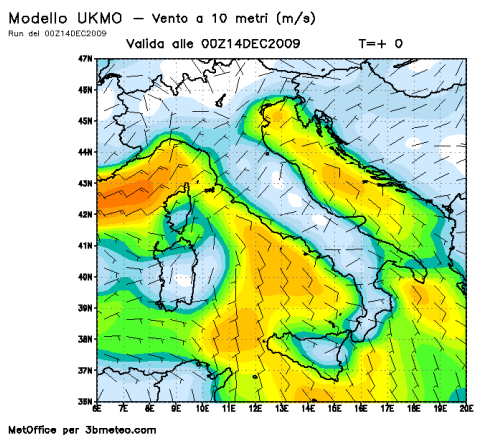 Modello UKMO – Vento a 10 metri (m/s)
Run del 00Z14DEC2009
Valida alle 00Z14DEC2009 T=+ 0
47N
46N
45N
44N
43N
42N
41N
40N
39N
38N
37N
36N
6E 7E 8E 9E 10E 11E 12E 13E 14E 15E 16E 17E 18E 19E 20E
MetOffice per 3bmeteo.com